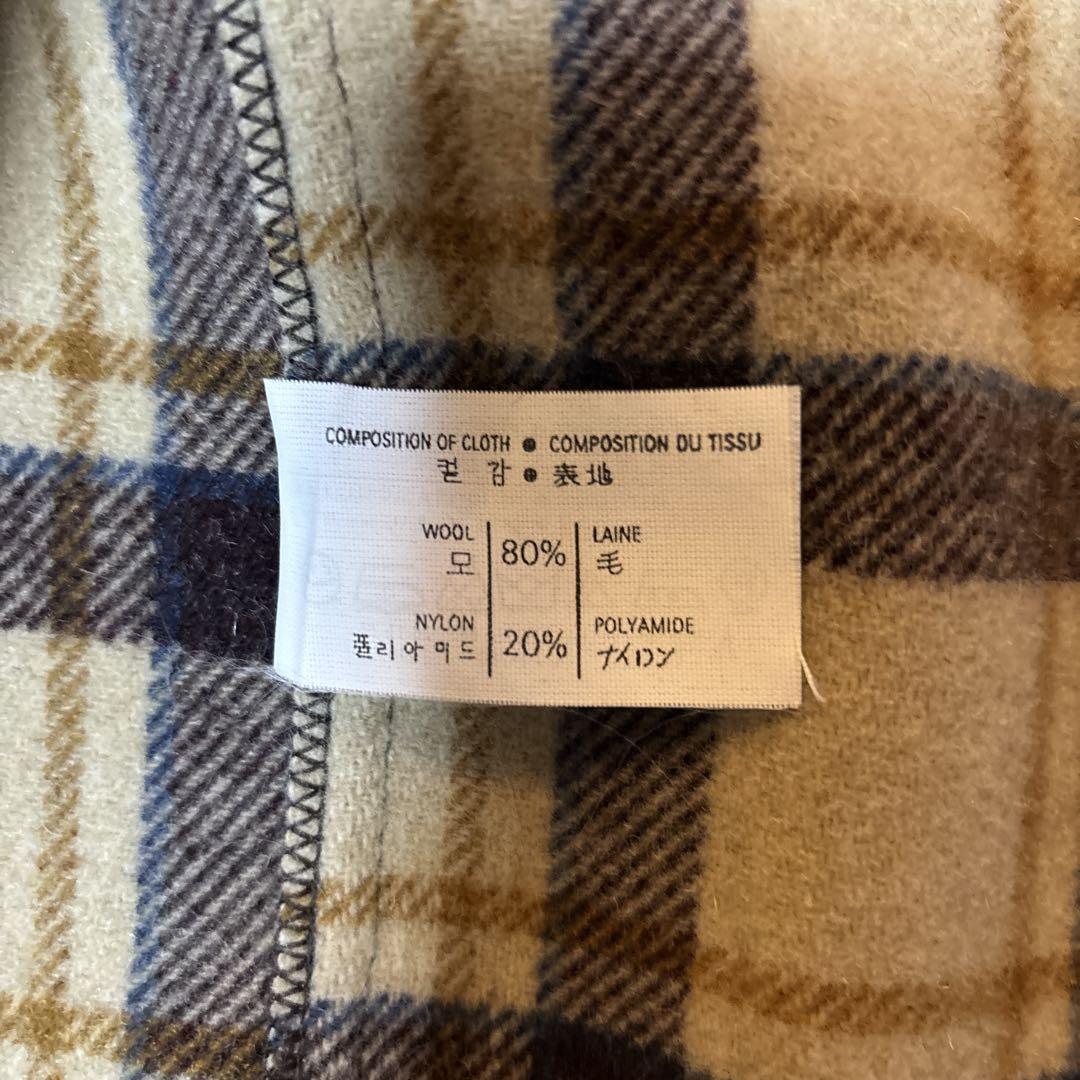 COMPOSITION OF CLOTH ● COMPOSITION DU TISSU
겉 감 ● 表地
WOOL 80% LAINE
모 毛
NYLON 20% POLYAMIDE
폴리아미드 ナイロン